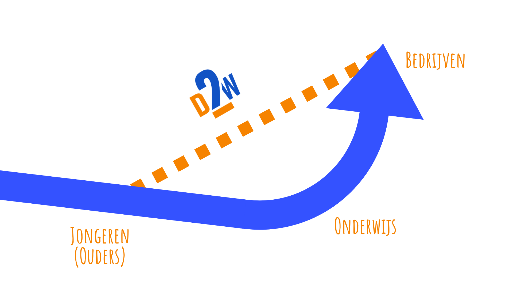 D2W
Bedrijven
Onderwijs
Jongeren
(Ouders)